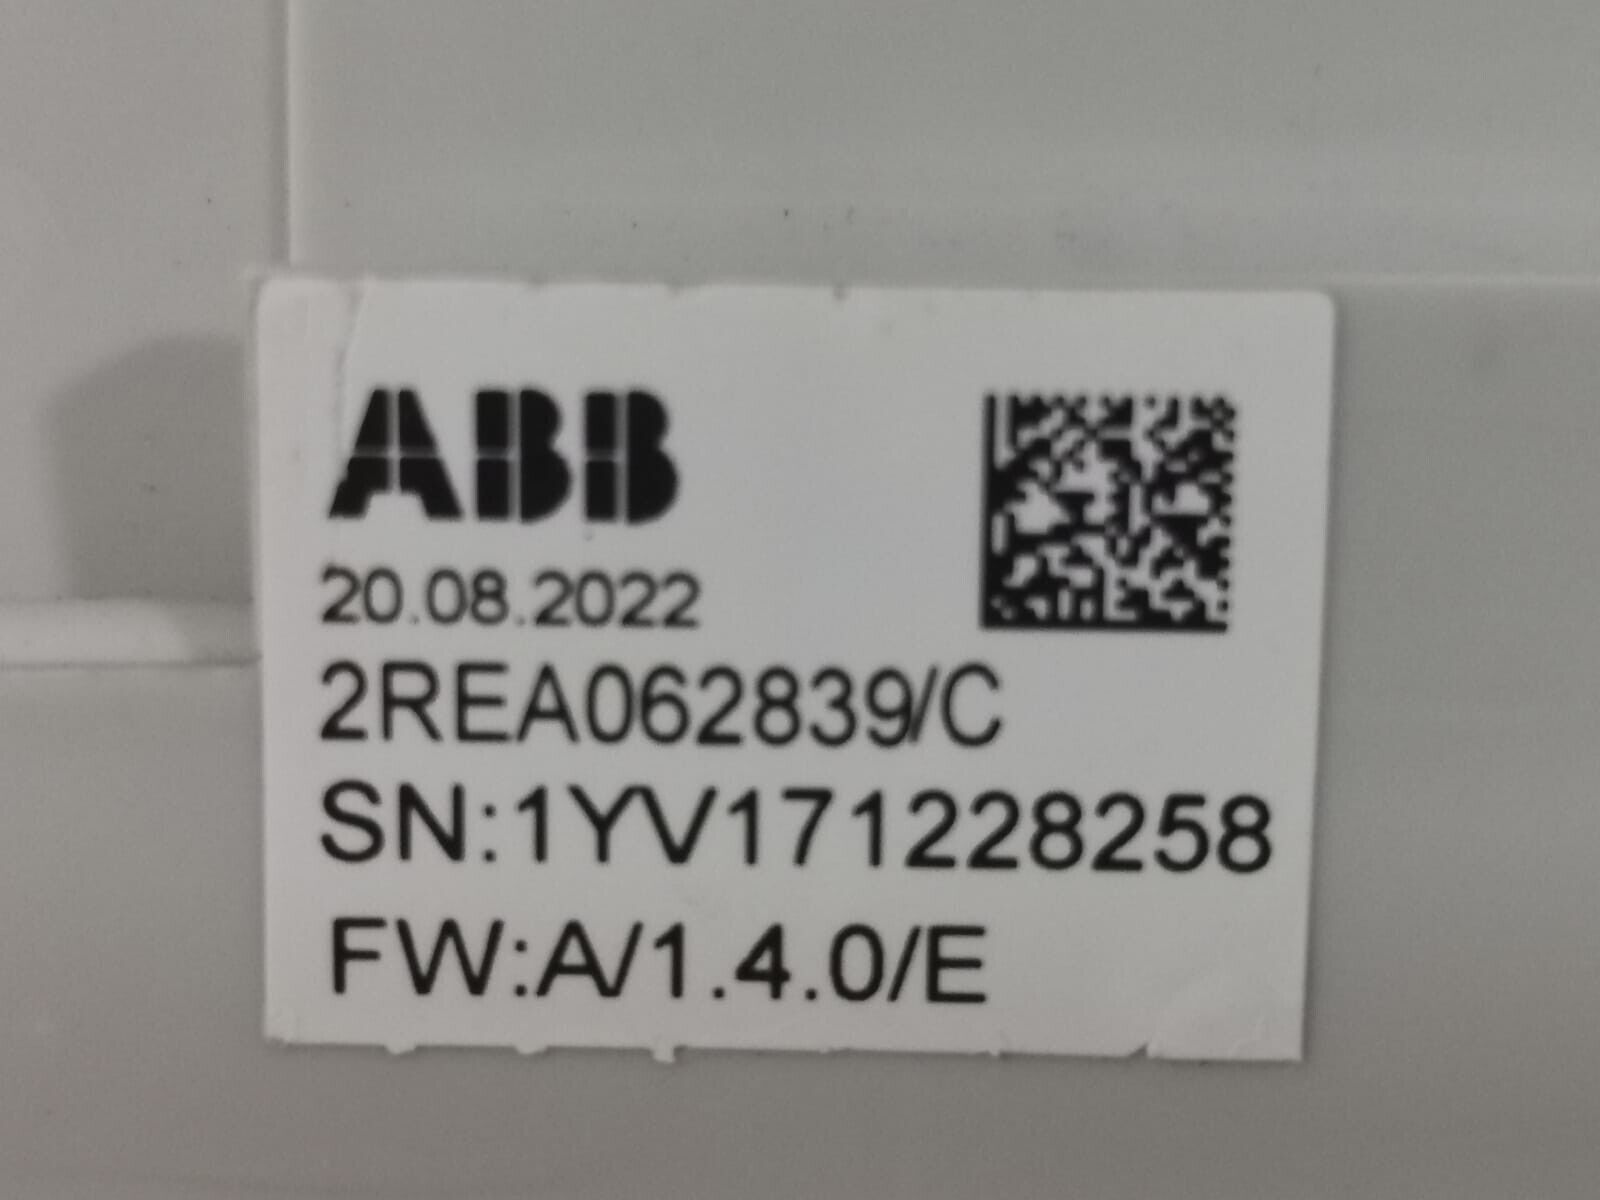 ABB
20.08.2022
2REA062839/C
SN:1YV171228258
FW:A/1.4.0/E